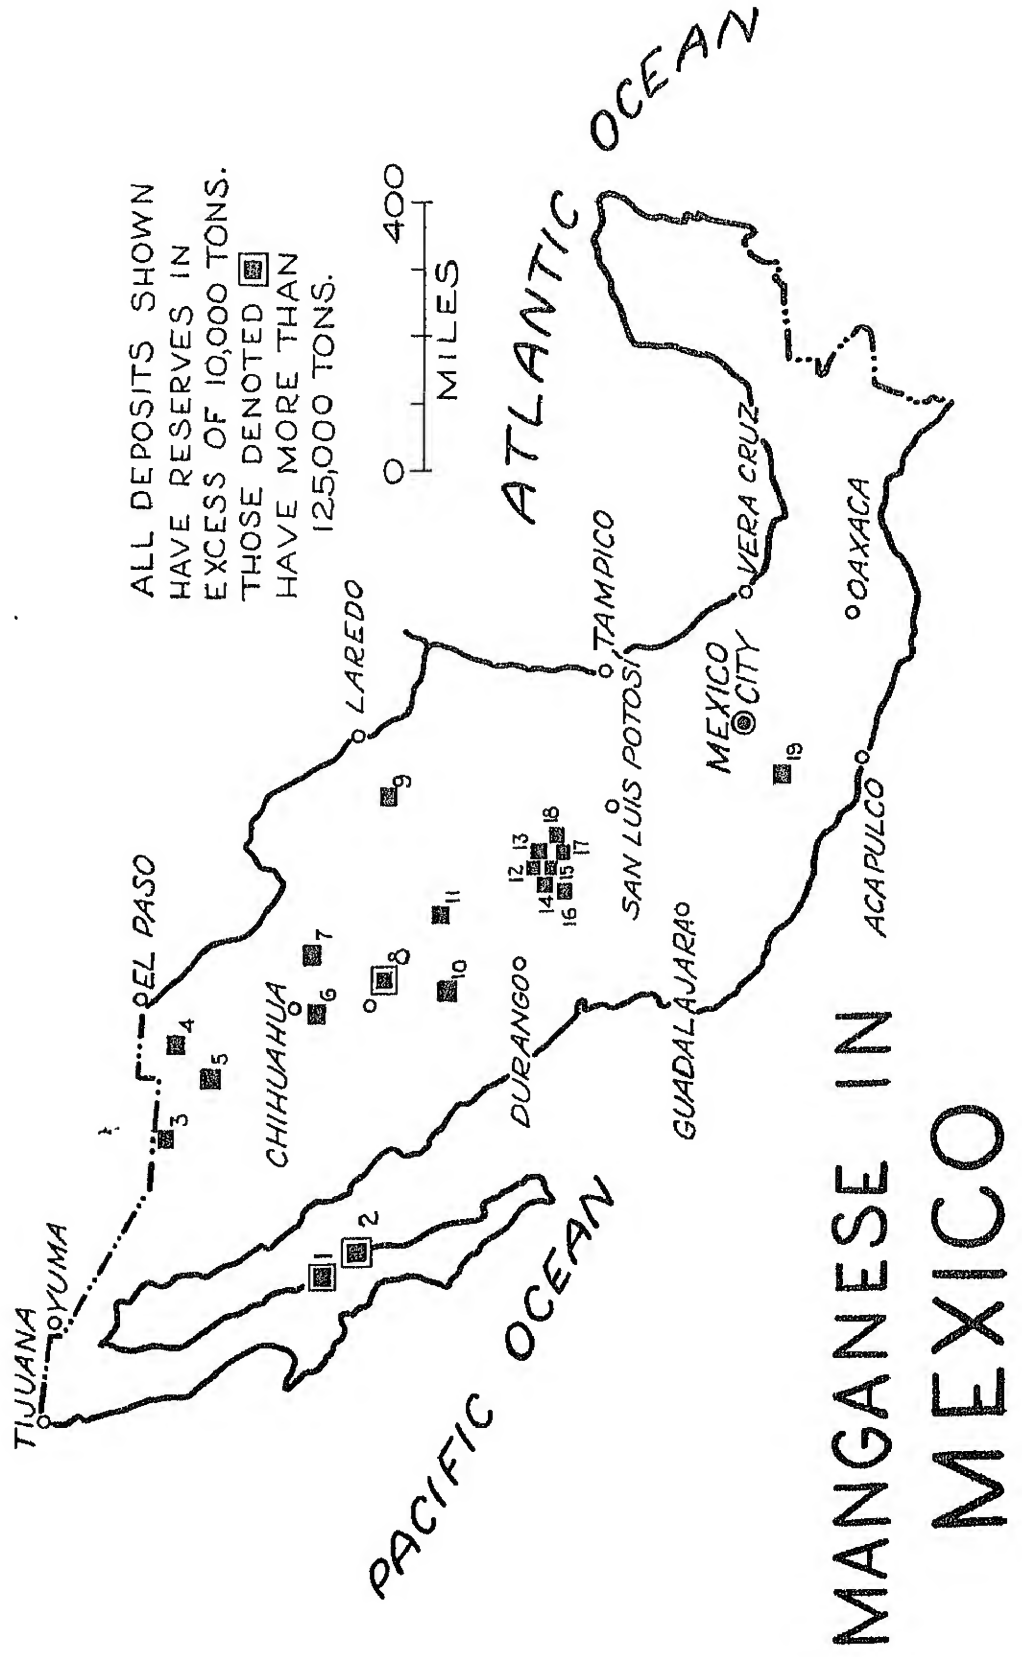 ALL DEPOSITS SHOWN
HAVE RESERVES IN
EXCESS OF 10,000 TONS.
THOSE DENOTED
HAVE MORE THAN
125,000 TONS.
0 400
MILES
ATLANTIC OCEAN
TIJUANA
YUMA
EL PASO
LAREDO
CHIHUAHUA
DURANGO
TAMPICO
SAN LUIS POTOSI
GUADALAJARA
MEXICO
CITY
VERA CRUZ
OAXACA
ACAPULCO
1
2
3
4
5
6
7
8
9
10
11
12
13
14
15
16
17
18
19
PACIFIC OCEAN
MANGANESE IN
MEXICO